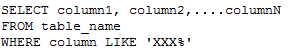 SELECT column1, column2,....columnN
FROM table_name
WHERE column LIKE 'XXX%'